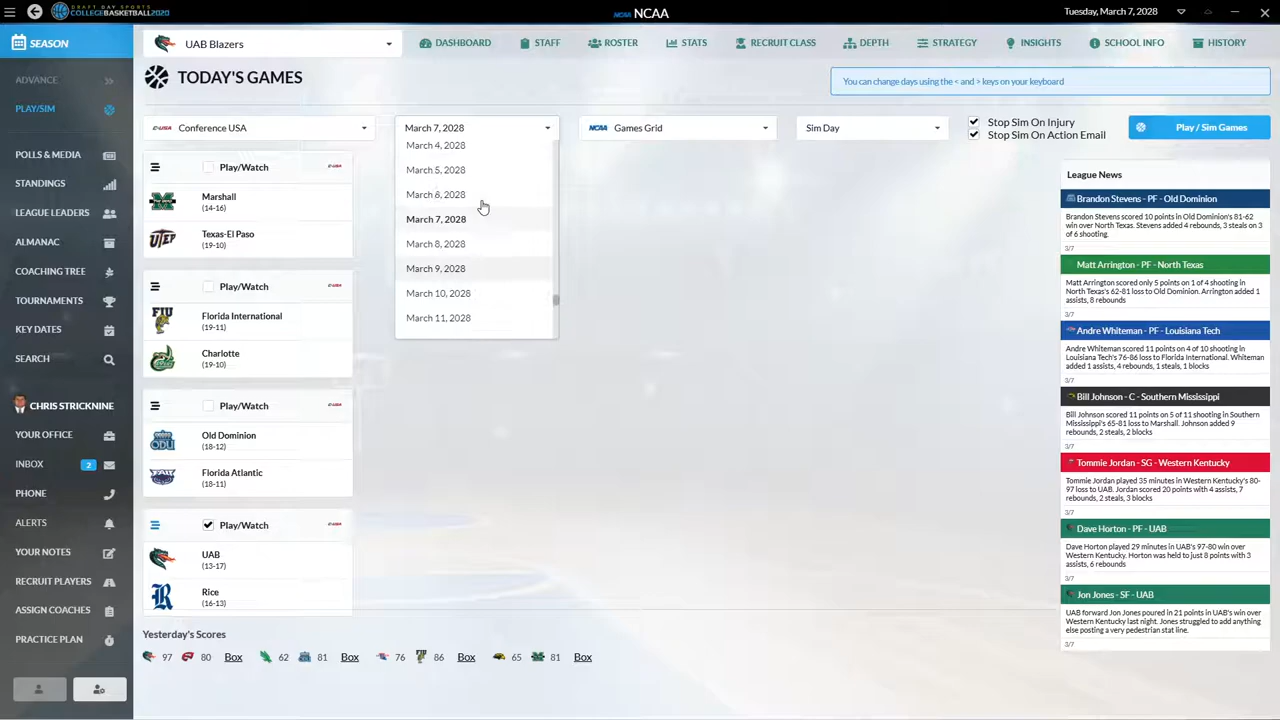 DRAFT DAY SPORTS
COLLEGE BASKETBALL 2020
NCAA NCAA
Tuesday, March 7, 2028
SEASON
UAB Blazers
DASHBOARD
STAFF
ROSTER
STATS
RECRUIT CLASS
DEPTH
STRATEGY
INSIGHTS
SCHOOL INFO
HISTORY
ADVANCE
PLAY/SIM
POLLS & MEDIA
STANDINGS
LEAGUE LEADERS
ALMANAC
COACHING TREE
TOURNAMENTS
KEY DATES
SEARCH
CHRIS STRICKNINE
YOUR OFFICE
INBOX 2
PHONE
ALERTS
YOUR NOTES
RECRUIT PLAYERS
ASSIGN COACHES
PRACTICE PLAN
TODAY'S GAMES
You can change days using the < and > keys on your keyboard
C-USA Conference USA
March 7, 2028
NCAA Games Grid
Sim Day
Stop Sim On Injury
Stop Sim On Action Email
Play / Sim Games
March 4, 2028
March 5, 2028
March 6, 2028
March 7, 2028
March 8, 2028
March 9, 2028
March 10, 2028
March 11, 2028
Play/Watch C-USA
Marshall
(14-16)
UTEP Texas-El Paso
(19-10)
Play/Watch C-USA
FIU Florida International
(19-11)
Charlotte
(19-10)
Play/Watch C-USA
ODU Old Dominion
(18-12)
FAU Florida Atlantic
(18-11)
Play/Watch C-USA
UAB
(13-17)
R Rice
(16-13)
Yesterday's Scores
97 80 Box 62 81 Box 76 86 Box 65 81 Box
League News
Brandon Stevens - PF - Old Dominion
Brandon Stevens scored 10 points in Old Dominion's 81-62
win over North Texas. Stevens added 4 rebounds, 3 steals on 3
of 6 shooting.
3/7
Matt Arrington - PF - North Texas
Matt Arrington scored only 5 points on 1 of 4 shooting in
North Texas's 62-81 loss to Old Dominion. Arrington added 1
assists, 8 rebounds
3/7
Andre Whiteman - PF - Louisiana Tech
Andre Whiteman scored 11 points on 4 of 10 shooting in
Louisiana Tech's 76-86 loss to Florida International. Whiteman
added 1 assists, 4 rebounds, 1 steals, 1 blocks
3/7
Bill Johnson - C - Southern Mississippi
Bill Johnson scored 11 points on 5 of 11 shooting in Southern
Mississippi's 65-81 loss to Marshall. Johnson added 9
rebounds, 2 steals, 2 blocks
3/7
Tommie Jordan - SG - Western Kentucky
Tommie Jordan played 35 minutes in Western Kentucky's 80-
97 loss to UAB. Jordan scored 20 points with 4 assists, 7
rebounds, 2 steals, 3 blocks
3/7
Dave Horton - PF - UAB
Dave Horton played 29 minutes in UAB's 97-80 win over
Western Kentucky. Horton was held to just 8 points with 3
assists, 6 rebounds
3/7
Jon Jones - SF - UAB
UAB forward Jon Jones poured in 21 points in UAB's win over
Western Kentucky last night. Jones struggled to add anything
else posting a very pedestrian stat line.
3/7